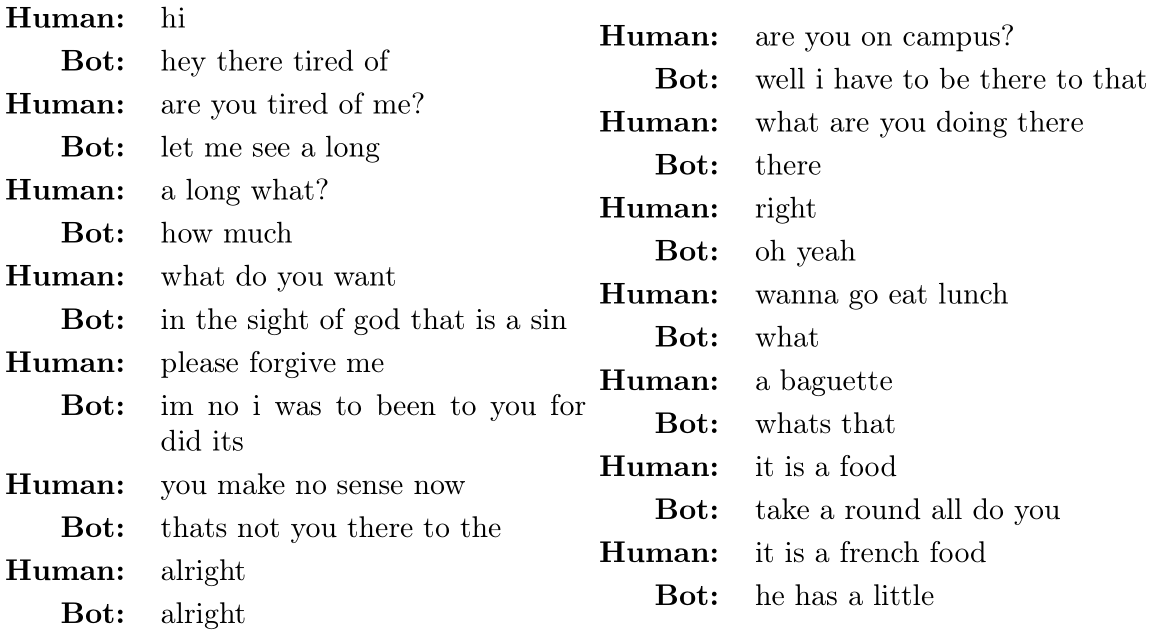 Human: hi
Bot: hey there tired of
Human: are you tired of me?
Bot: let me see a long
Human: a long what?
Bot: how much
Human: what do you want
Bot: in the sight of god that is a sin
Human: please forgive me
Bot: im no i was to been to you for
did its
Human: you make no sense now
Bot: thats not you there to the
Human: alright
Bot: alright
Human: are you on campus?
Bot: well i have to be there to that
Human: what are you doing there
Bot: there
Human: right
Bot: oh yeah
Human: wanna go eat lunch
Bot: what
Human: a baguette
Bot: whats that
Human: it is a food
Bot: take a round all do you
Human: it is a french food
Bot: he has a little